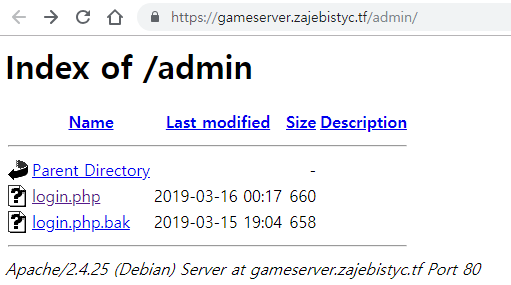 https://gameserver.zajebistyc.tf/admin/
Index of /admin
Name Last modified Size Description
Parent Directory -
login.php 2019-03-16 00:17 660
login.php.bak 2019-03-15 19:04 658
Apache/2.4.25 (Debian) Server at gameserver.zajebistyc.tf Port 80